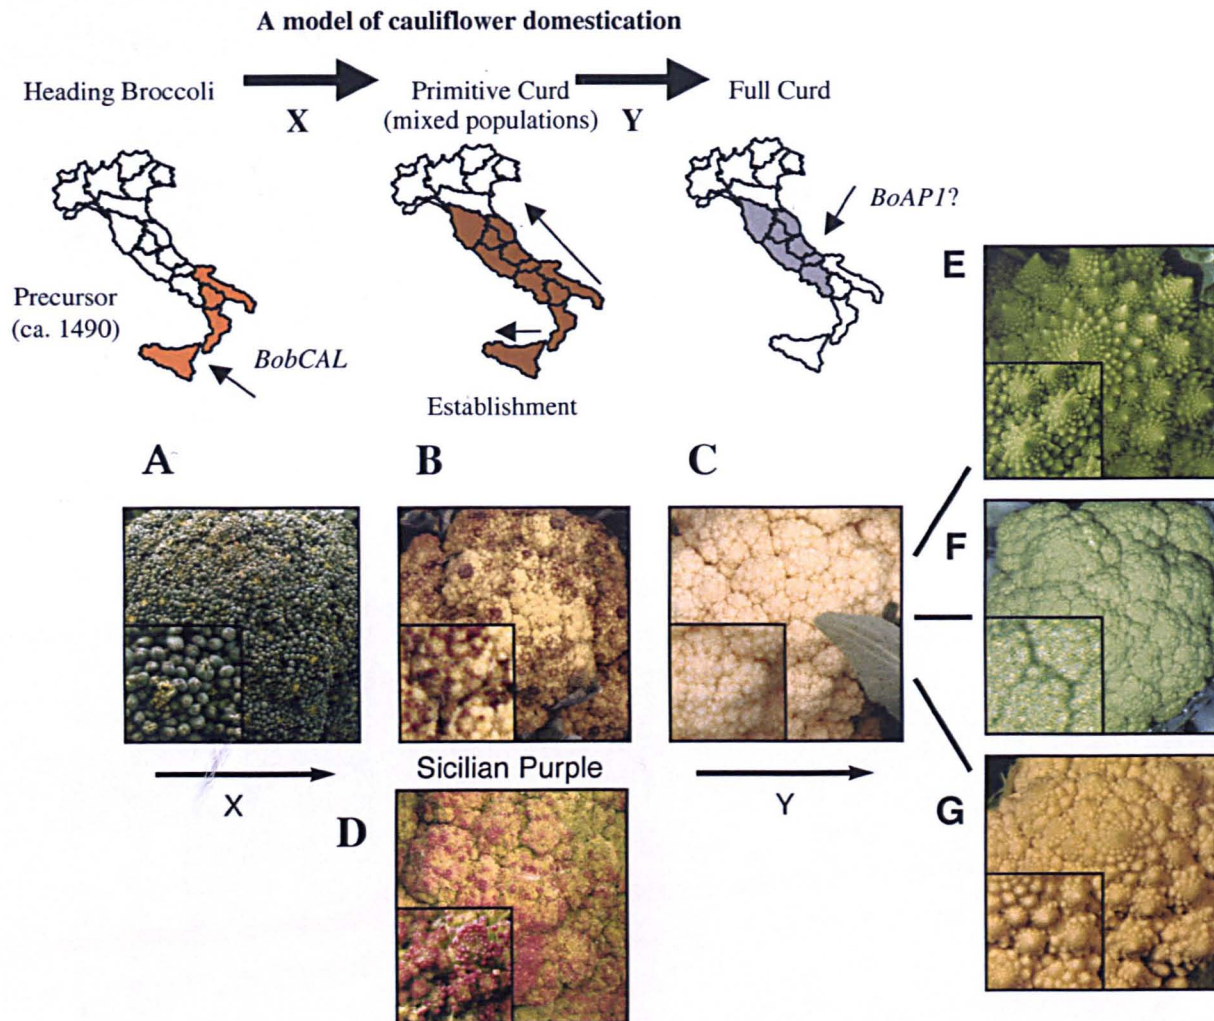 A model of cauliflower domestication
Heading Broccoli
X
Primitive Curd
(mixed populations)
Y
Full Curd
Precursor
(ca. 1490)
BobCAL
Establishment
BoAP1?
A
B
C
E
F
G
X
Sicilian Purple
D
Y